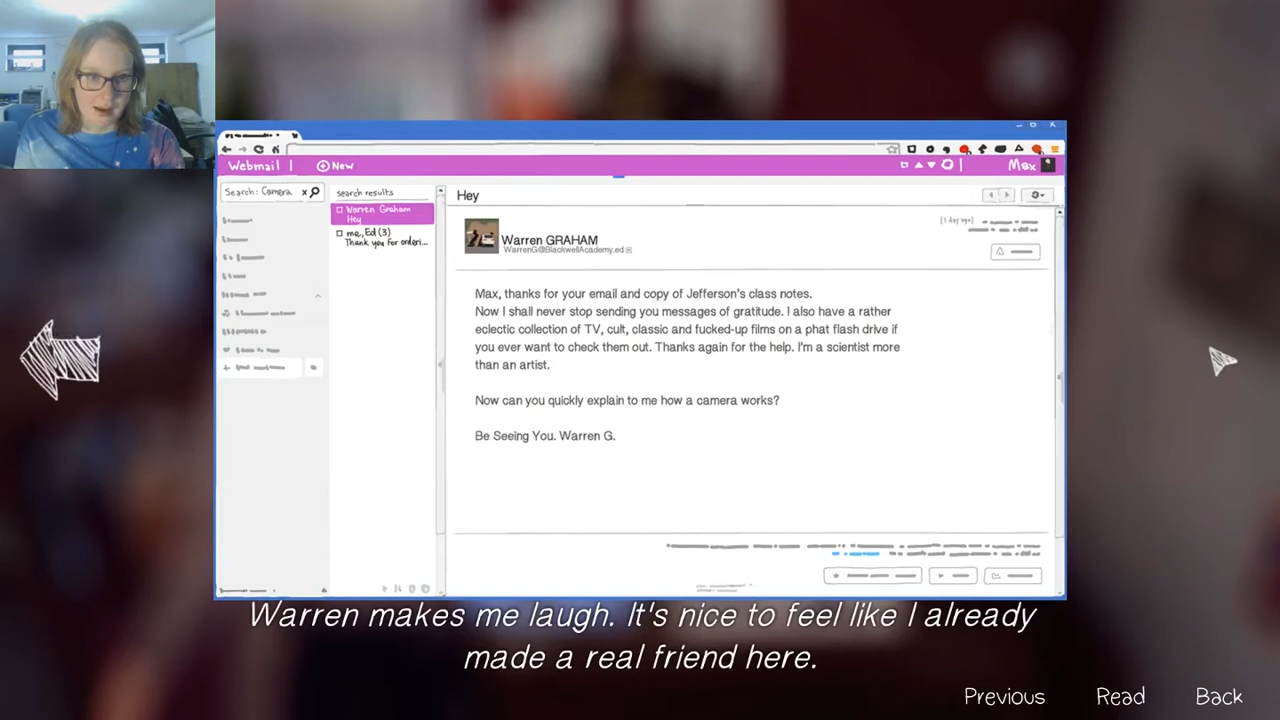 Webmail |
New
Max
Search: Camera x
search results
Hey
Warren Graham
Hey
me, Ed (3)
Thank you for orderi...
Warren GRAHAM
WarrenG@BlackwellAcademy.ed
[1 day ago]
Max, thanks for your email and copy of Jefferson's class notes.
Now I shall never stop sending you messages of gratitude. I also have a rather
eclectic collection of TV, cult, classic and fucked-up films on a phat flash drive if
you ever want to check them out. Thanks again for the help. I'm a scientist more
than an artist.
Now can you quickly explain to me how a camera works?
Be Seeing You. Warren G.
Warren makes me laugh. It's nice to feel like I already
made a real friend here.
Previous
Read
Back